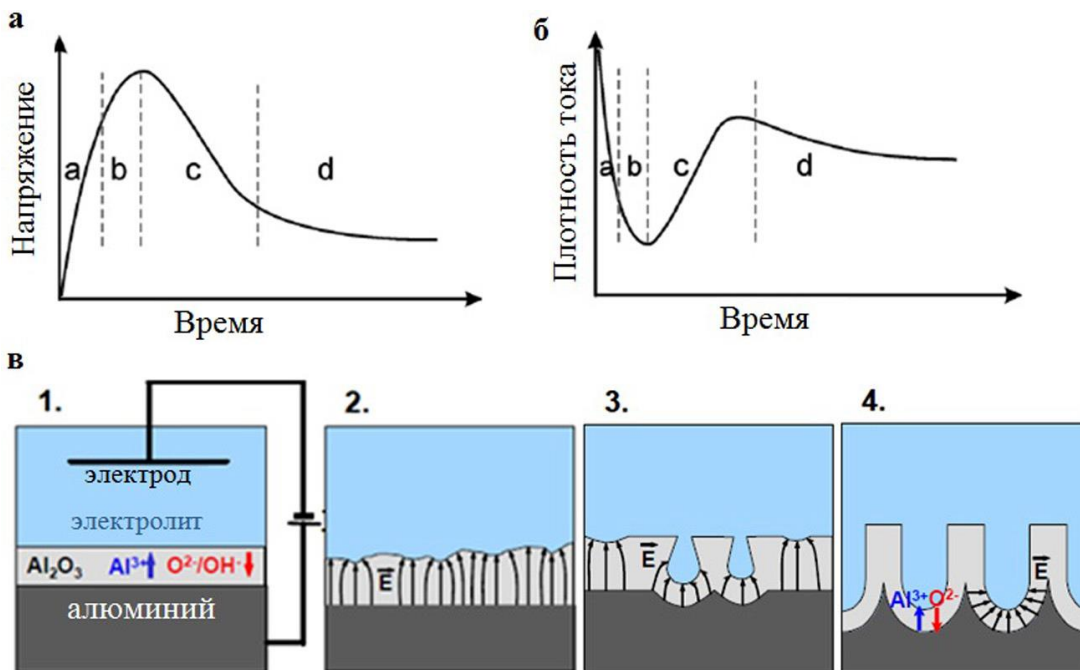 а
Напряжение
a
b
c
d
Время
б
Плотность тока
a
b
c
d
Время
в
1.
электрод
электролит
Al₂O₃ Al³⁺ O²⁻/OH⁻
алюминий
2.
E
3.
E
4.
E
Al³⁺O²⁻